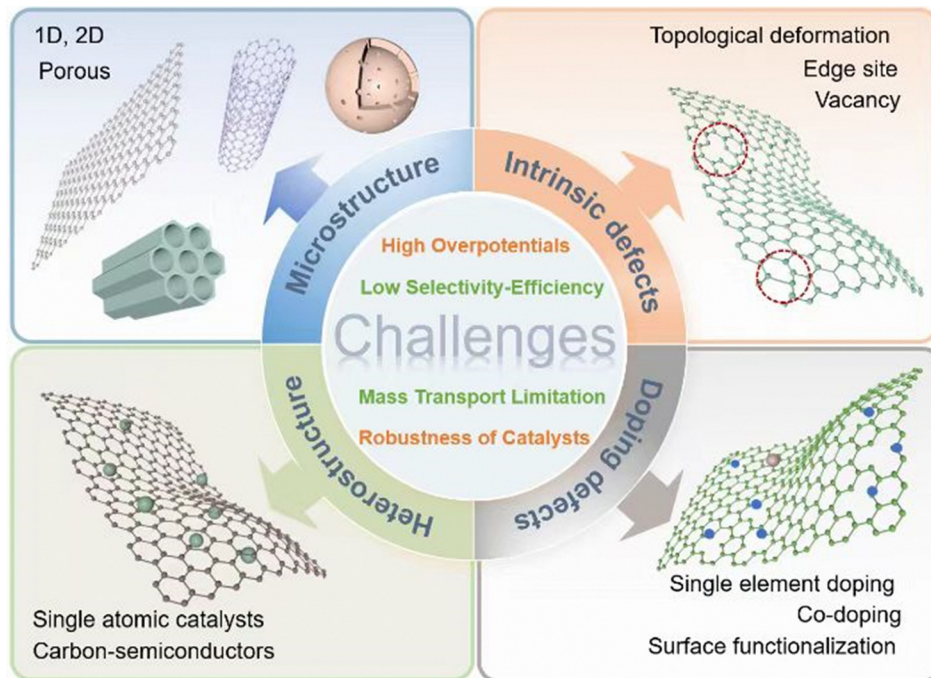 1D, 2D
Porous
Topological deformation
Edge site
Vacancy
Microstructure
Intrinsic defects
High Overpotentials
Low Selectivity-Efficiency
Challenges
Mass Transport Limitation
Robustness of Catalysts
Heterostructure
Doping defects
Single atomic catalysts
Carbon-semiconductors
Single element doping
Co-doping
Surface functionalization